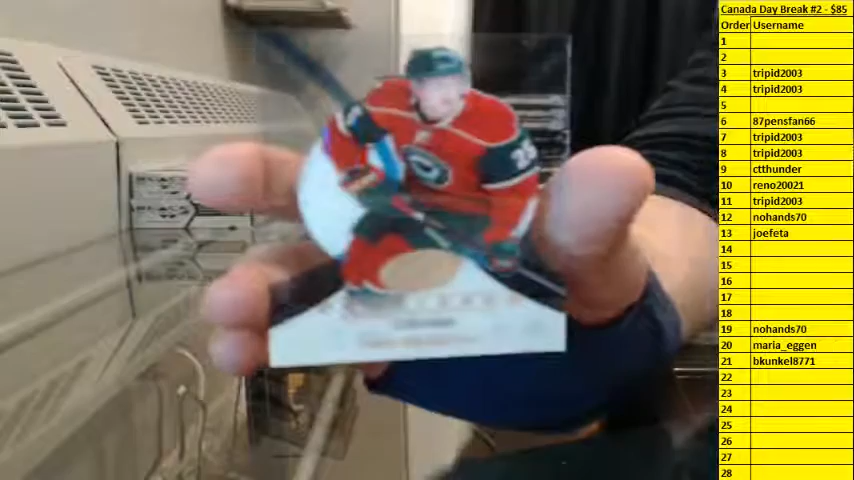 Canada Day Break #2 - $85
Order Username
1
2
3 tripid2003
4 tripid2003
5
6 87pensfan66
7 tripid2003
8 tripid2003
9 ctthunder
10 reno20021
11 tripid2003
12 nohands70
13 joefeta
14
15
16
17
18
19 nohands70
20 maria_eggen
21 bkunkel8771
22
23
24
25
26
27
28